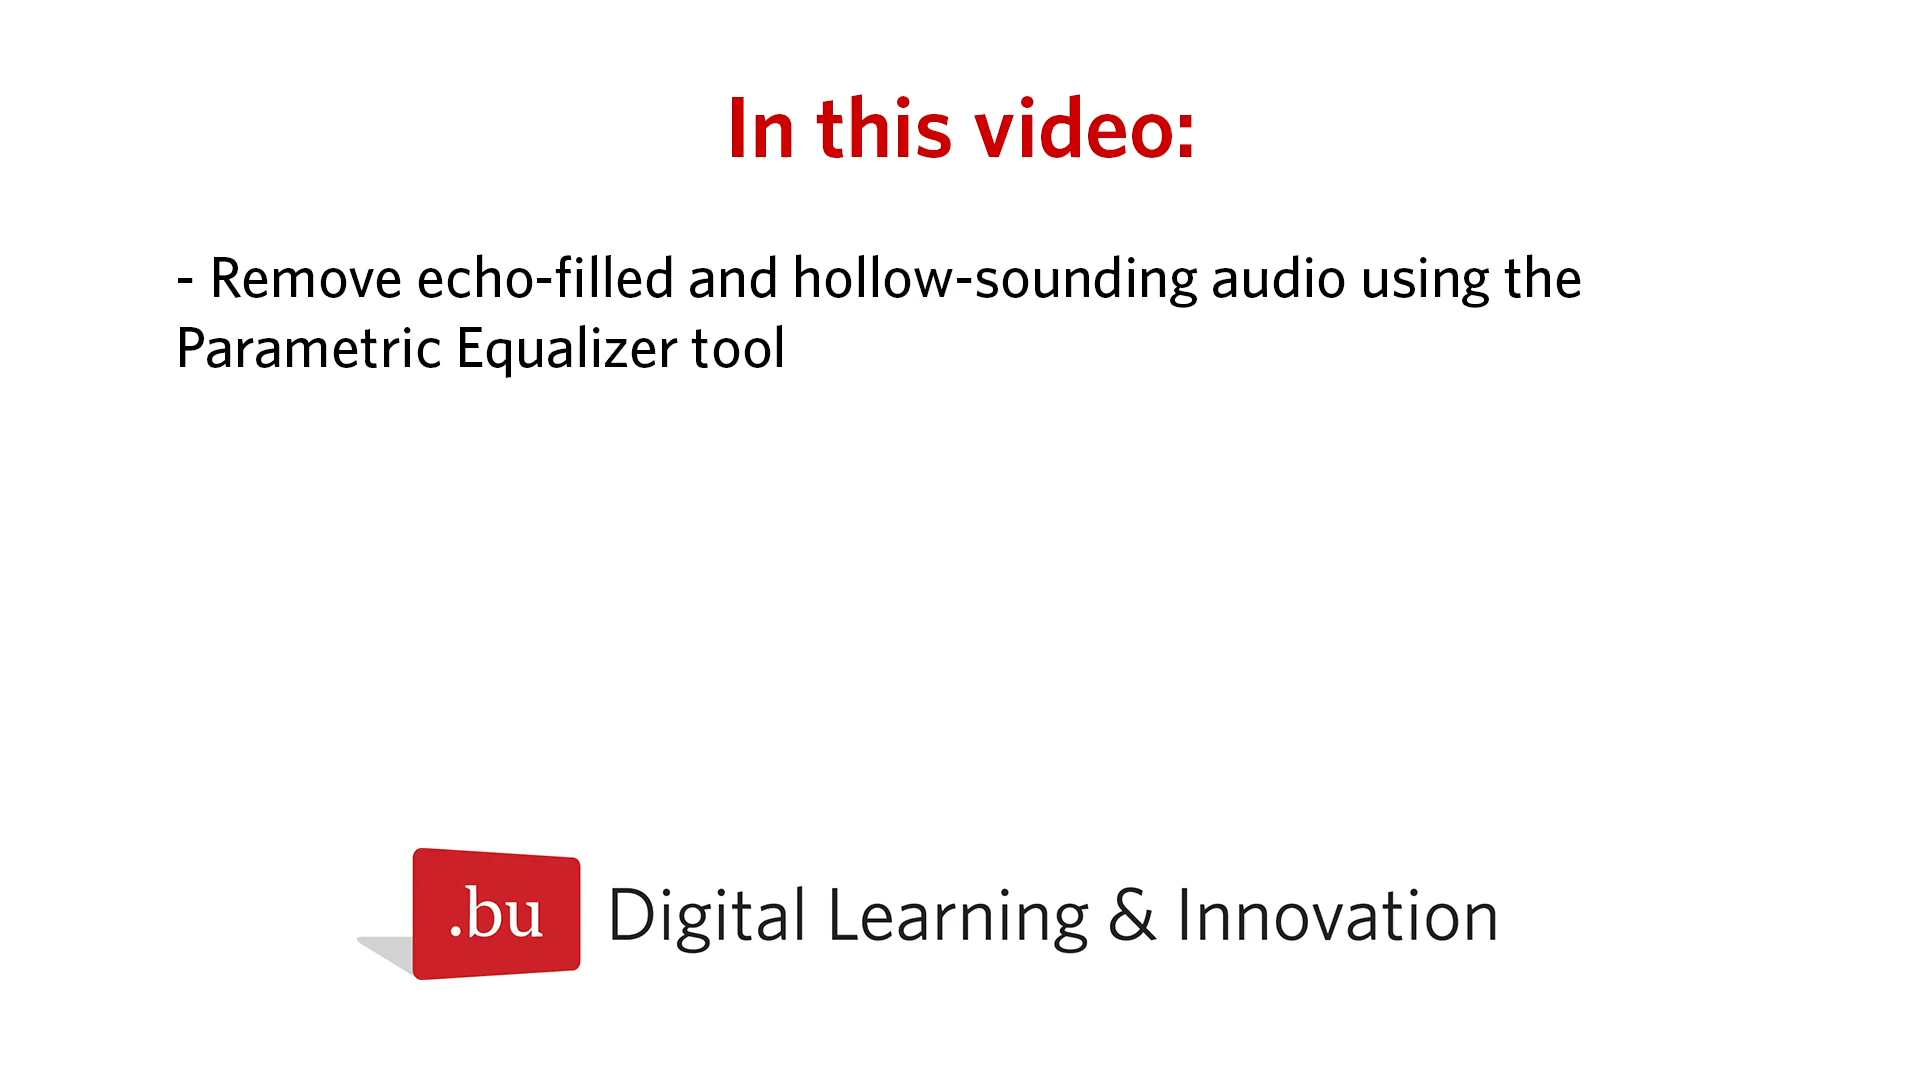 In this video:
- Remove echo-filled and hollow-sounding audio using the
Parametric Equalizer tool
.bu Digital Learning & Innovation